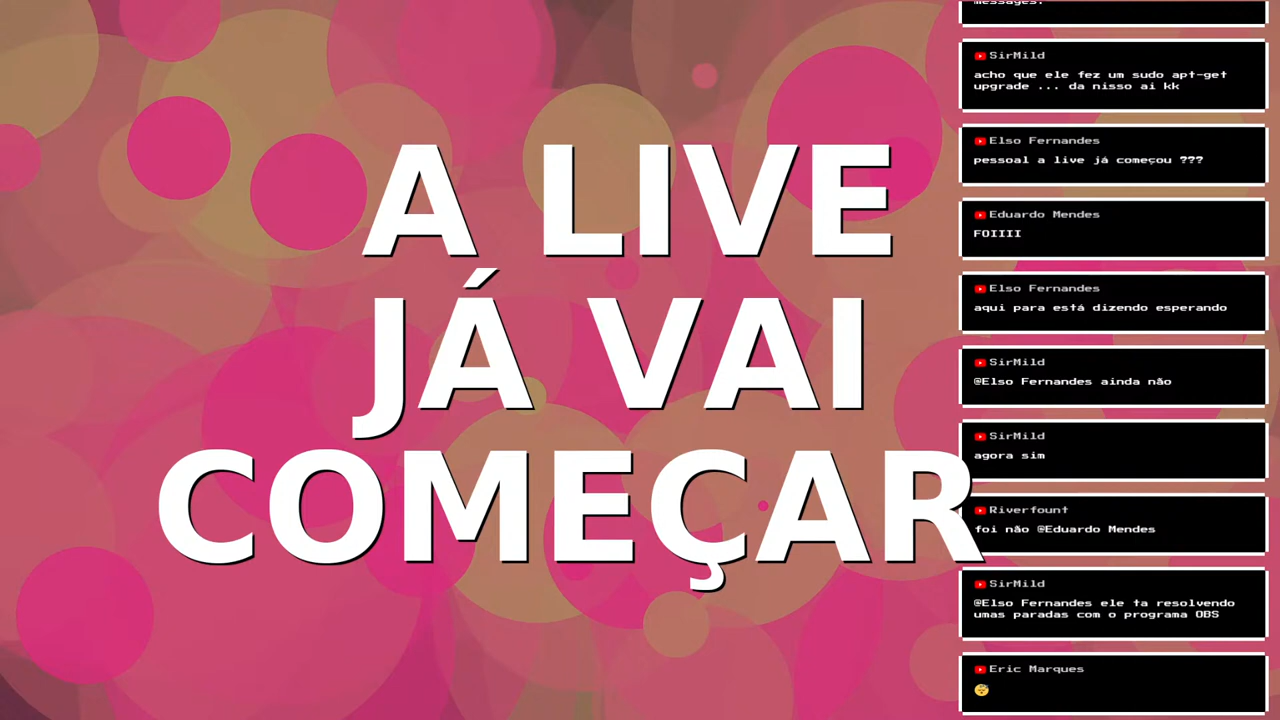 A LIVE
JÁ VAI
COMEÇAR
messages.
SirMild
acho que ele fez um sudo apt-get
upgrade ... da nisso ai kk
Elso Fernandes
pessoal a live já começou ???
Eduardo Mendes
FOIIII
Elso Fernandes
aqui para está dizendo esperando
SirMild
@Elso Fernandes ainda não
SirMild
agora sim
Riverfount
foi não @Eduardo Mendes
SirMild
@Elso Fernandes ele ta resolvendo
umas paradas com o programa OBS
Eric Marques
😴